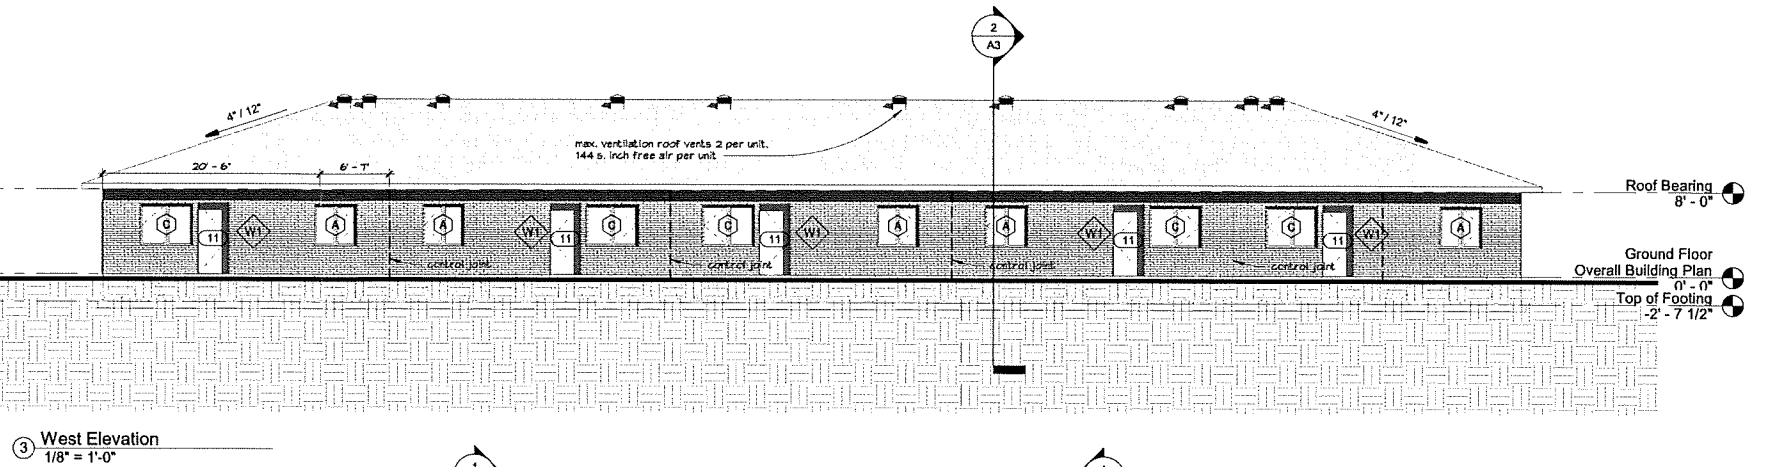 2
A3
4" / 12"
4" / 12"
max. ventilation roof vents 2 per unit.
144 s. inch free air per unit
20' - 6"
6' - 7"
Roof Bearing
8' - 0"
C
11
W1
A
A
W1
11
C
C
11
W1
A
A
W1
11
C
C
11
W1
A
control joint
control joint
control joint
control joint
Ground Floor
Overall Building Plan
0' - 0"
Top of Footing
-2' - 7 1/2"
3
West Elevation
1/8" = 1'-0"